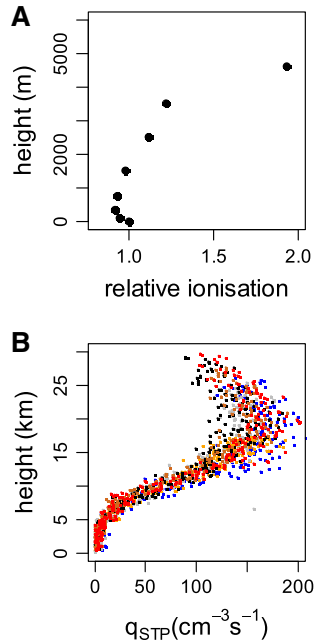 A
height (m)
5000
2000
0
1.0 1.5 2.0
relative ionisation
B
height (km)
25
15
5
0
0 50 100 200
qSTP(cm−3s−1)